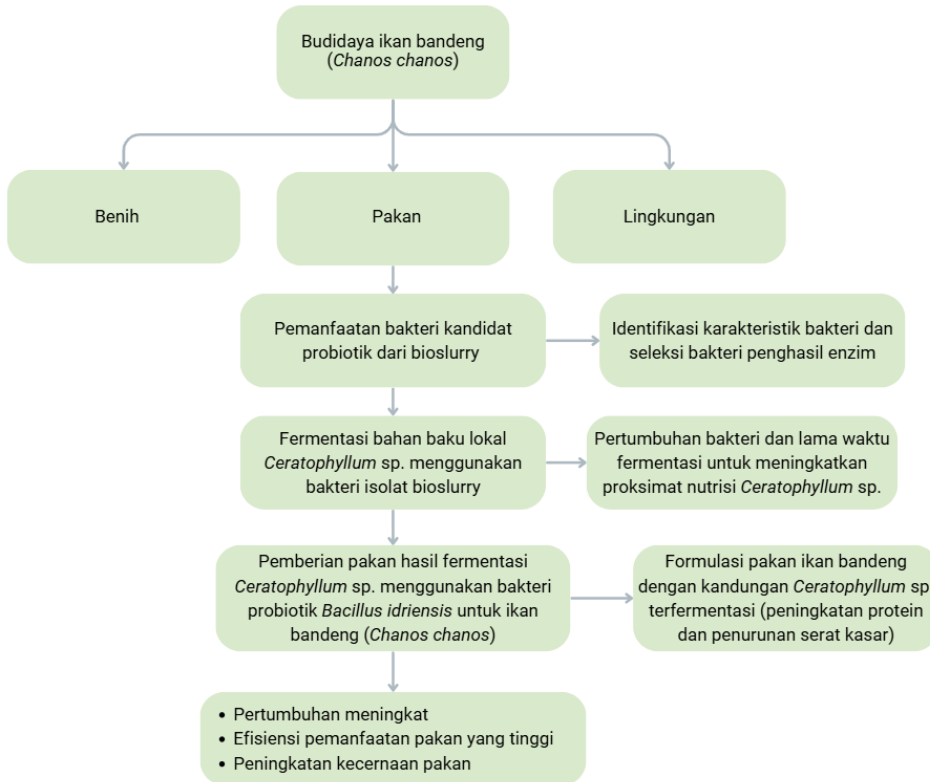 Budidaya ikan bandeng
(Chanos chanos)
Benih
Pakan
Lingkungan
Pemanfaatan bakteri kandidat
probiotik dari bioslurry
Identifikasi karakteristik bakteri dan
seleksi bakteri penghasil enzim
Fermentasi bahan baku lokal
Ceratophyllum sp. menggunakan
bakteri isolat bioslurry
Pertumbuhan bakteri dan lama waktu
fermentasi untuk meningkatkan
proksimat nutrisi Ceratophyllum sp.
Pemberian pakan hasil fermentasi
Ceratophyllum sp. menggunakan bakteri
probiotik Bacillus idriensis untuk ikan
bandeng (Chanos chanos)
Formulasi pakan ikan bandeng
dengan kandungan Ceratophyllum sp
terfermentasi (peningkatan protein
dan penurunan serat kasar)
• Pertumbuhan meningkat
• Efisiensi pemanfaatan pakan yang tinggi
• Peningkatan kecernaan pakan